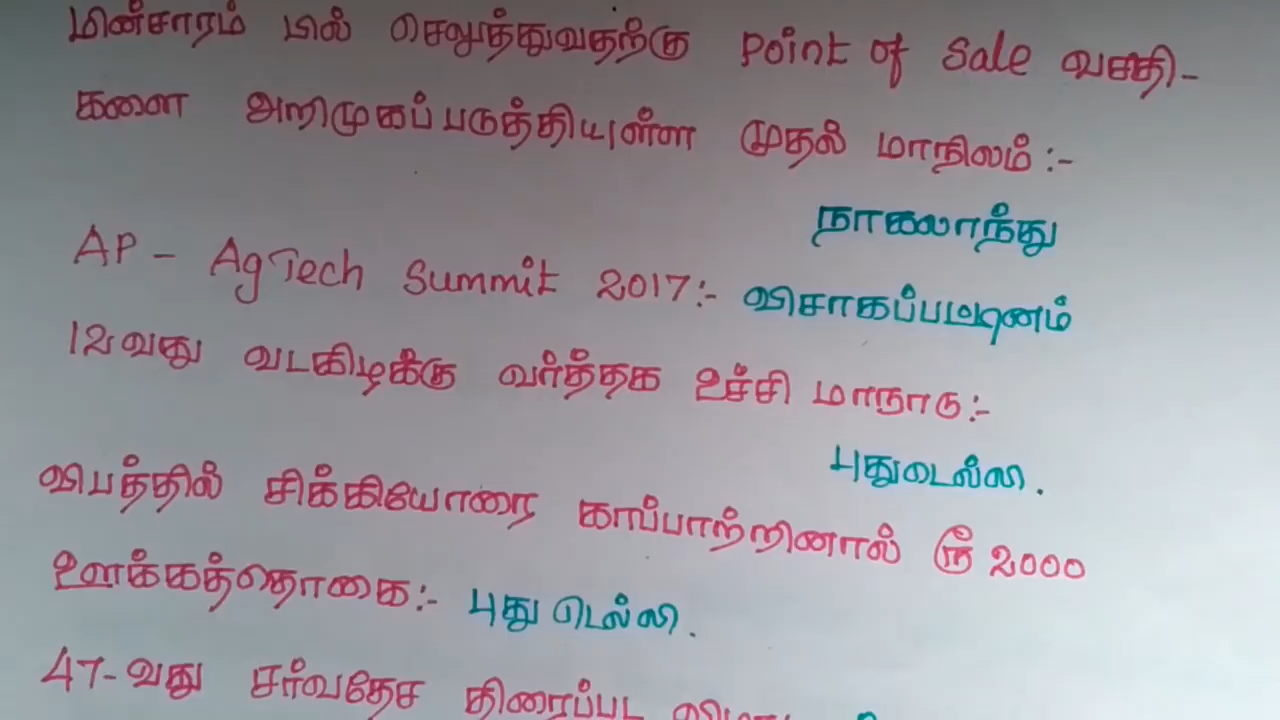 மின்சாரம் பில் செலுத்துவதற்கு Point of Sale வசதி-
களை அறிமுகப்படுத்தியுள்ள முதல் மாநிலம் :-
நாகலாந்து
AP - AgTech Summit 2017:- விசாகப்பட்டினம்
12வது வடகிழக்கு வர்த்தக உச்சி மாநாடு:-
புதுடெல்லி.
விபத்தில் சிக்கியோரை காப்பாற்றினால் ரூ 2000
ஊக்கத்தொகை:- புது டெல்லி.
47-வது சர்வதேச திரைப்பட